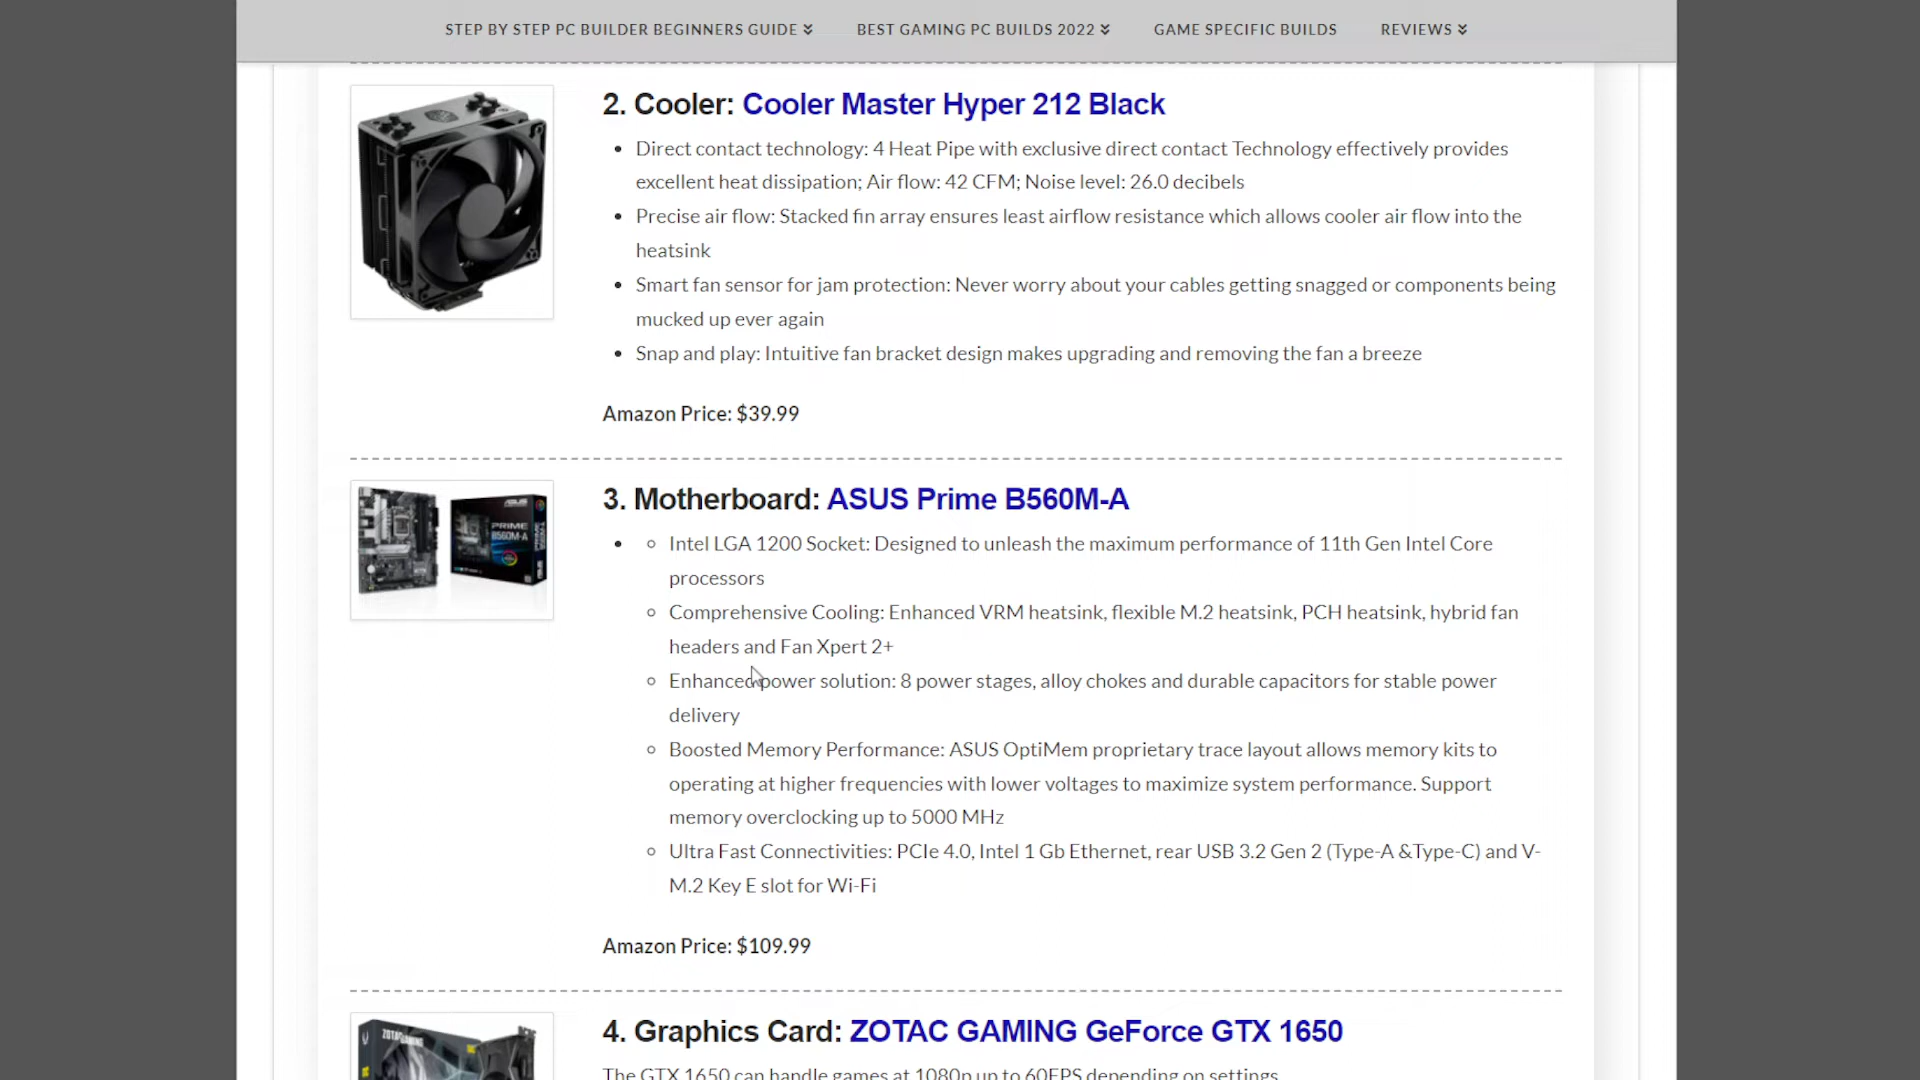 STEP BY STEP PC BUILDER BEGINNERS GUIDE BEST GAMING PC BUILDS 2022 GAME SPECIFIC BUILDS REVIEWS
2. Cooler: Cooler Master Hyper 212 Black
Direct contact technology: 4 Heat Pipe with exclusive direct contact Technology effectively provides
excellent heat dissipation; Air flow: 42 CFM; Noise level: 26.0 decibels
Precise air flow: Stacked fin array ensures least airflow resistance which allows cooler air flow into the
heatsink
Smart fan sensor for jam protection: Never worry about your cables getting snagged or components being
mucked up ever again
Snap and play: Intuitive fan bracket design makes upgrading and removing the fan a breeze
Amazon Price: $39.99
ASUS
PRIME
B560M-A
3. Motherboard: ASUS Prime B560M-A
Intel LGA 1200 Socket: Designed to unleash the maximum performance of 11th Gen Intel Core
processors
Comprehensive Cooling: Enhanced VRM heatsink, flexible M.2 heatsink, PCH heatsink, hybrid fan
headers and Fan Xpert 2+
Enhanced power solution: 8 power stages, alloy chokes and durable capacitors for stable power
delivery
Boosted Memory Performance: ASUS OptiMem proprietary trace layout allows memory kits to
operating at higher frequencies with lower voltages to maximize system performance. Support
memory overclocking up to 5000 MHz
Ultra Fast Connectivities: PCIe 4.0, Intel 1 Gb Ethernet, rear USB 3.2 Gen 2 (Type-A &Type-C) and V-
M.2 Key E slot for Wi-Fi
Amazon Price: $109.99
ZOTAC GAMING
4. Graphics Card: ZOTAC GAMING GeForce GTX 1650
The GTX 1650 can handle games at 1080p up to 60FPS depending on settings